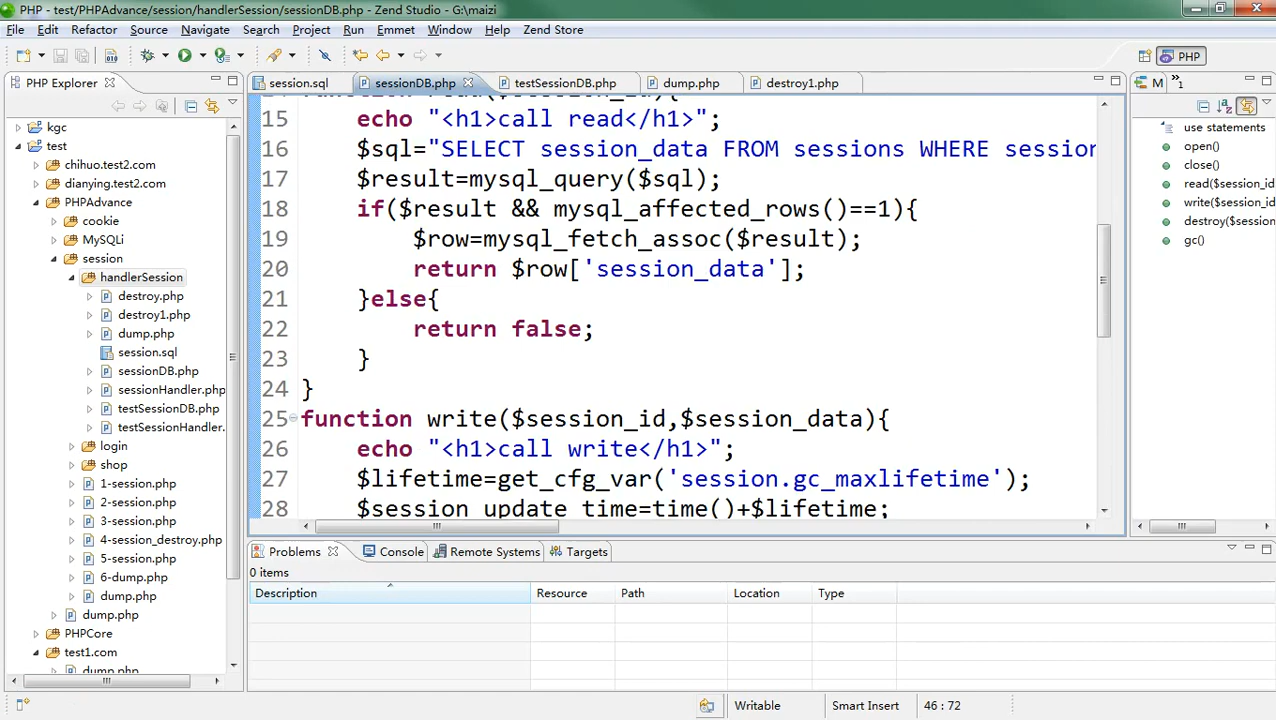 PHP - test/PHPAdvance/session/handlerSession/sessionDB.php - Zend Studio - G:\maizi
File Edit Refactor Source Navigate Search Project Run Emmet Window Help Zend Store
PHP
PHP Explorer
kgc
test
chihuo.test2.com
dianying.test2.com
PHPAdvance
cookie
MySQLi
session
handlerSession
destroy.php
destroy1.php
dump.php
session.sql
sessionDB.php
sessionHandler.php
testSessionDB.php
testSessionHandler.
login
shop
1-session.php
2-session.php
3-session.php
4-session_destroy.php
5-session.php
6-dump.php
dump.php
dump.php
PHPCore
test1.com
dump.php
session.sql sessionDB.php testSessionDB.php dump.php destroy1.php
15 echo "<h1>call read</h1>";
16 $sql="SELECT session_data FROM sessions WHERE session
17 $result=mysql_query($sql);
18 if($result && mysql_affected_rows()==1){
19 $row=mysql_fetch_assoc($result);
20 return $row['session_data'];
21 }else{
22 return false;
23 }
24 }
25 function write($session_id,$session_data){
26 echo "<h1>call write</h1>";
27 $lifetime=get_cfg_var('session.gc_maxlifetime');
28 $session_update_time=time()+$lifetime;
M »1
use statements
open()
close()
read($session_id
write($session_id
destroy($session
gc()
Problems Console Remote Systems Targets
0 items
Description Resource Path Location Type
Writable Smart Insert 46 : 72